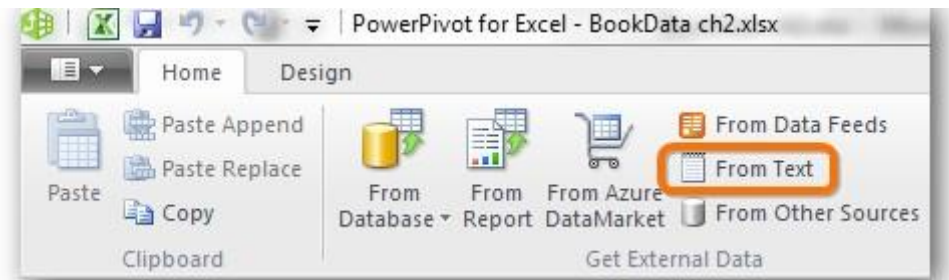 PowerPivot for Excel - BookData ch2.xlsx
Home Design
Paste
Paste Append
Paste Replace
Copy
Clipboard
From Database
From Report
From Azure DataMarket
From Data Feeds
From Text
From Other Sources
Get External Data